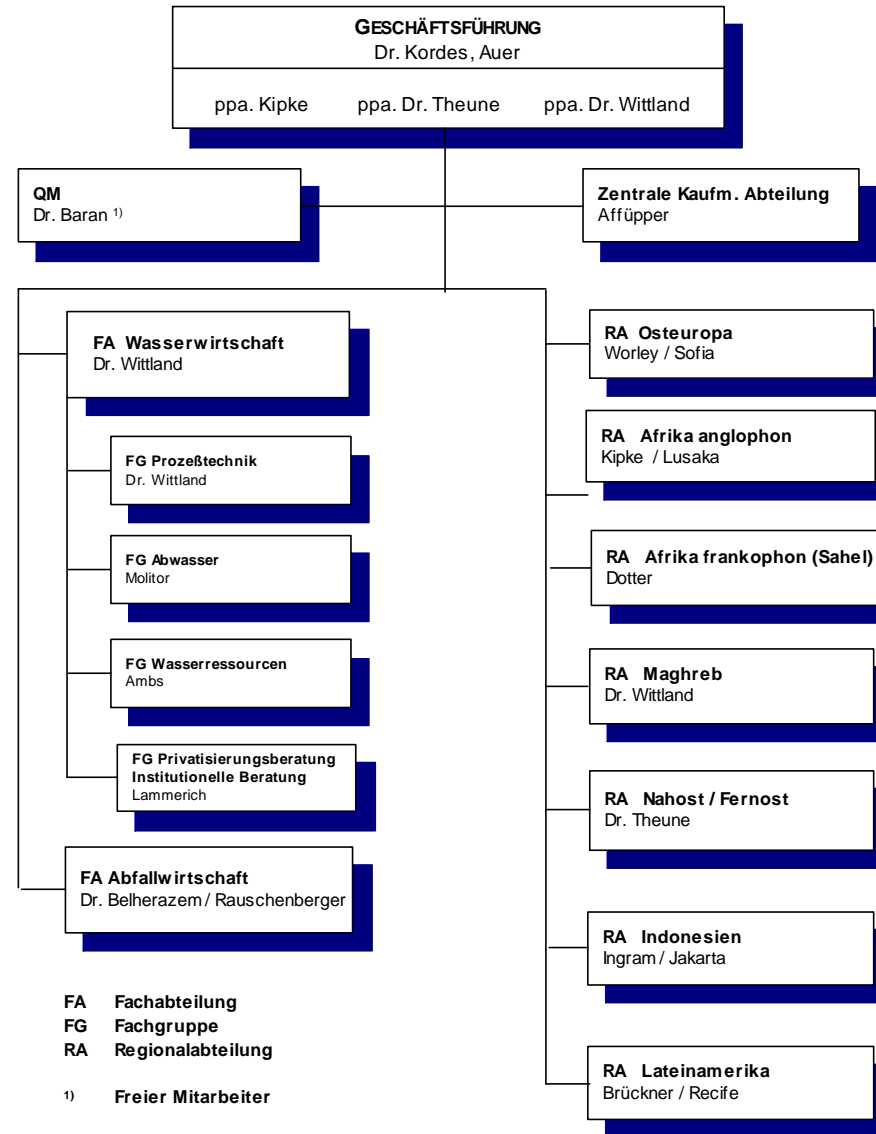 GESCHÄFTSFÜHRUNG
Dr. Kordes, Auer
ppa. Kipke ppa. Dr. Theune ppa. Dr. Wittland
QM
Dr. Baran 1)
Zentrale Kaufm. Abteilung
Affüpper
FA Wasserwirtschaft
Dr. Wittland
FG Prozeßtechnik
Dr. Wittland
FG Abwasser
Molitor
FG Wasserressourcen
Ambs
FG Privatisierungsberatung
Institutionelle Beratung
Lammerich
FA Abfallwirtschaft
Dr. Belherazem / Rauschenberger
RA Osteuropa
Worley / Sofia
RA Afrika anglophon
Kipke / Lusaka
RA Afrika frankophon (Sahel)
Dotter
RA Maghreb
Dr. Wittland
RA Nahost / Fernost
Dr. Theune
RA Indonesien
Ingram / Jakarta
RA Lateinamerika
Brückner / Recife
FA Fachabteilung
FG Fachgruppe
RA Regionalabteilung
1) Freier Mitarbeiter